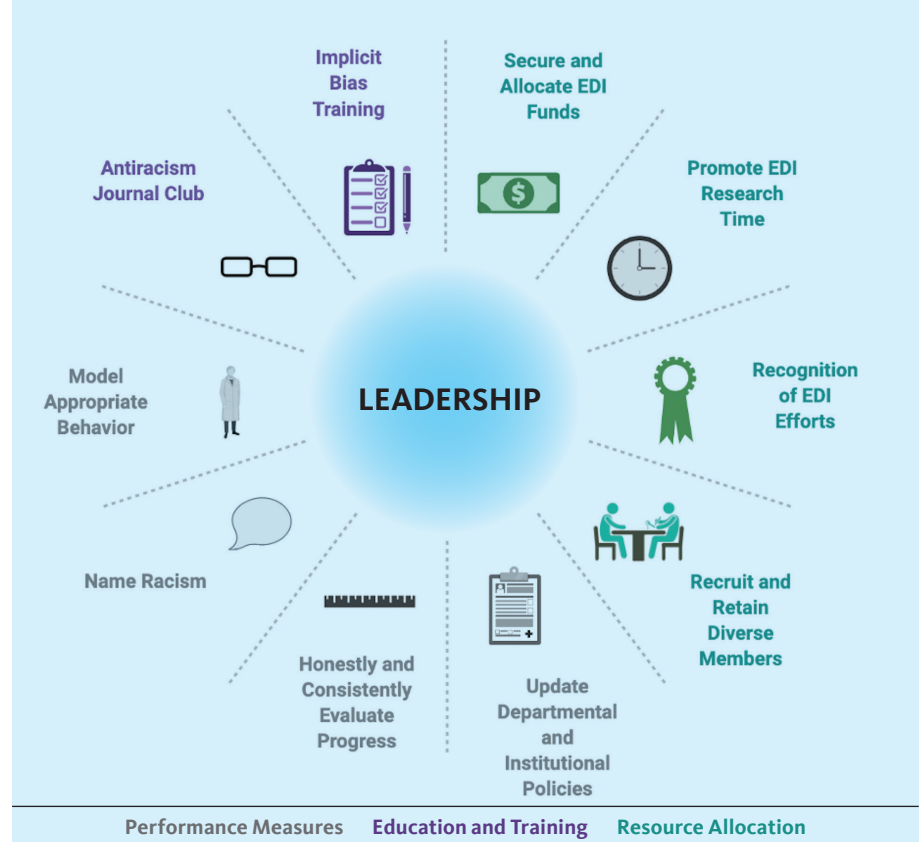 Implicit
Bias
Training
Secure and
Allocate EDI
Funds
Antiracism
Journal Club
Promote EDI
Research
Time
$
Model
Appropriate
Behavior
LEADERSHIP
Recognition
of EDI
Efforts
Name Racism
Recruit and
Retain
Diverse
Members
Honestly and
Consistently
Evaluate
Progress
Update
Departmental
and
Institutional
Policies
Performance Measures Education and Training Resource Allocation